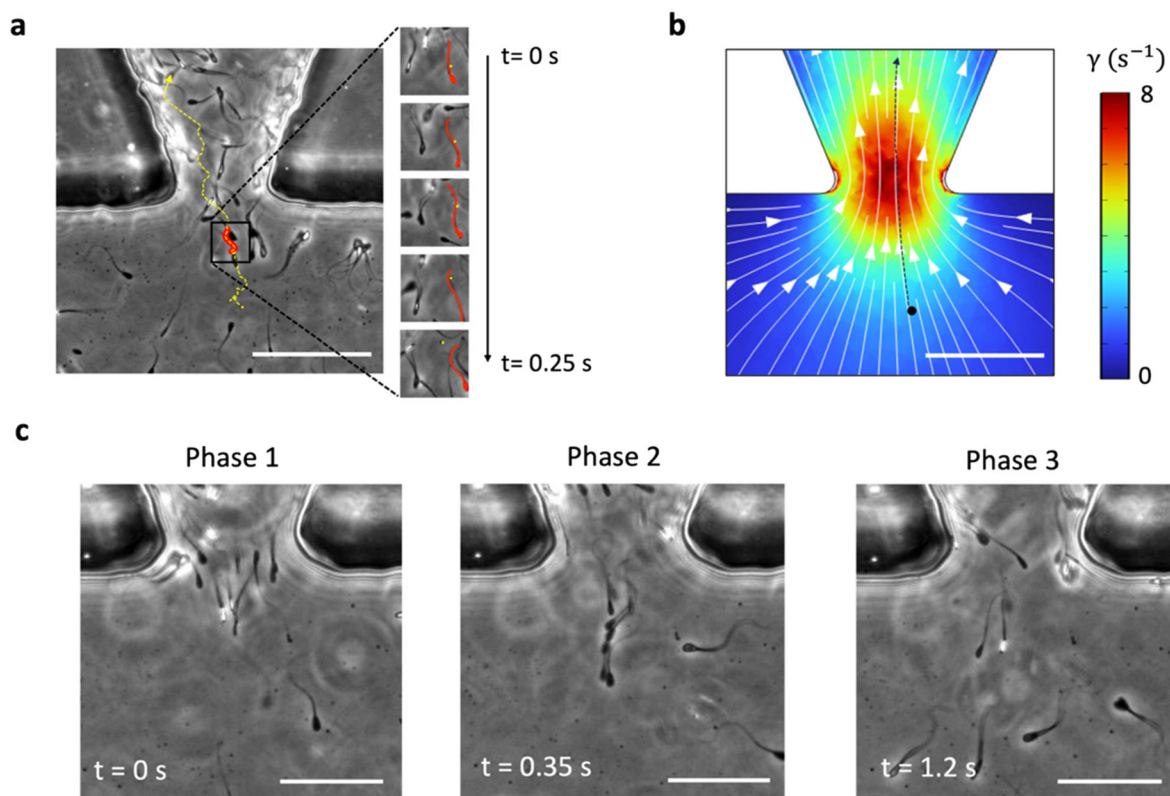 a
t= 0 s
t= 0.25 s
b
γ (s⁻¹)
8
0
c
Phase 1
Phase 2
Phase 3
t = 0 s
t = 0.35 s
t = 1.2 s